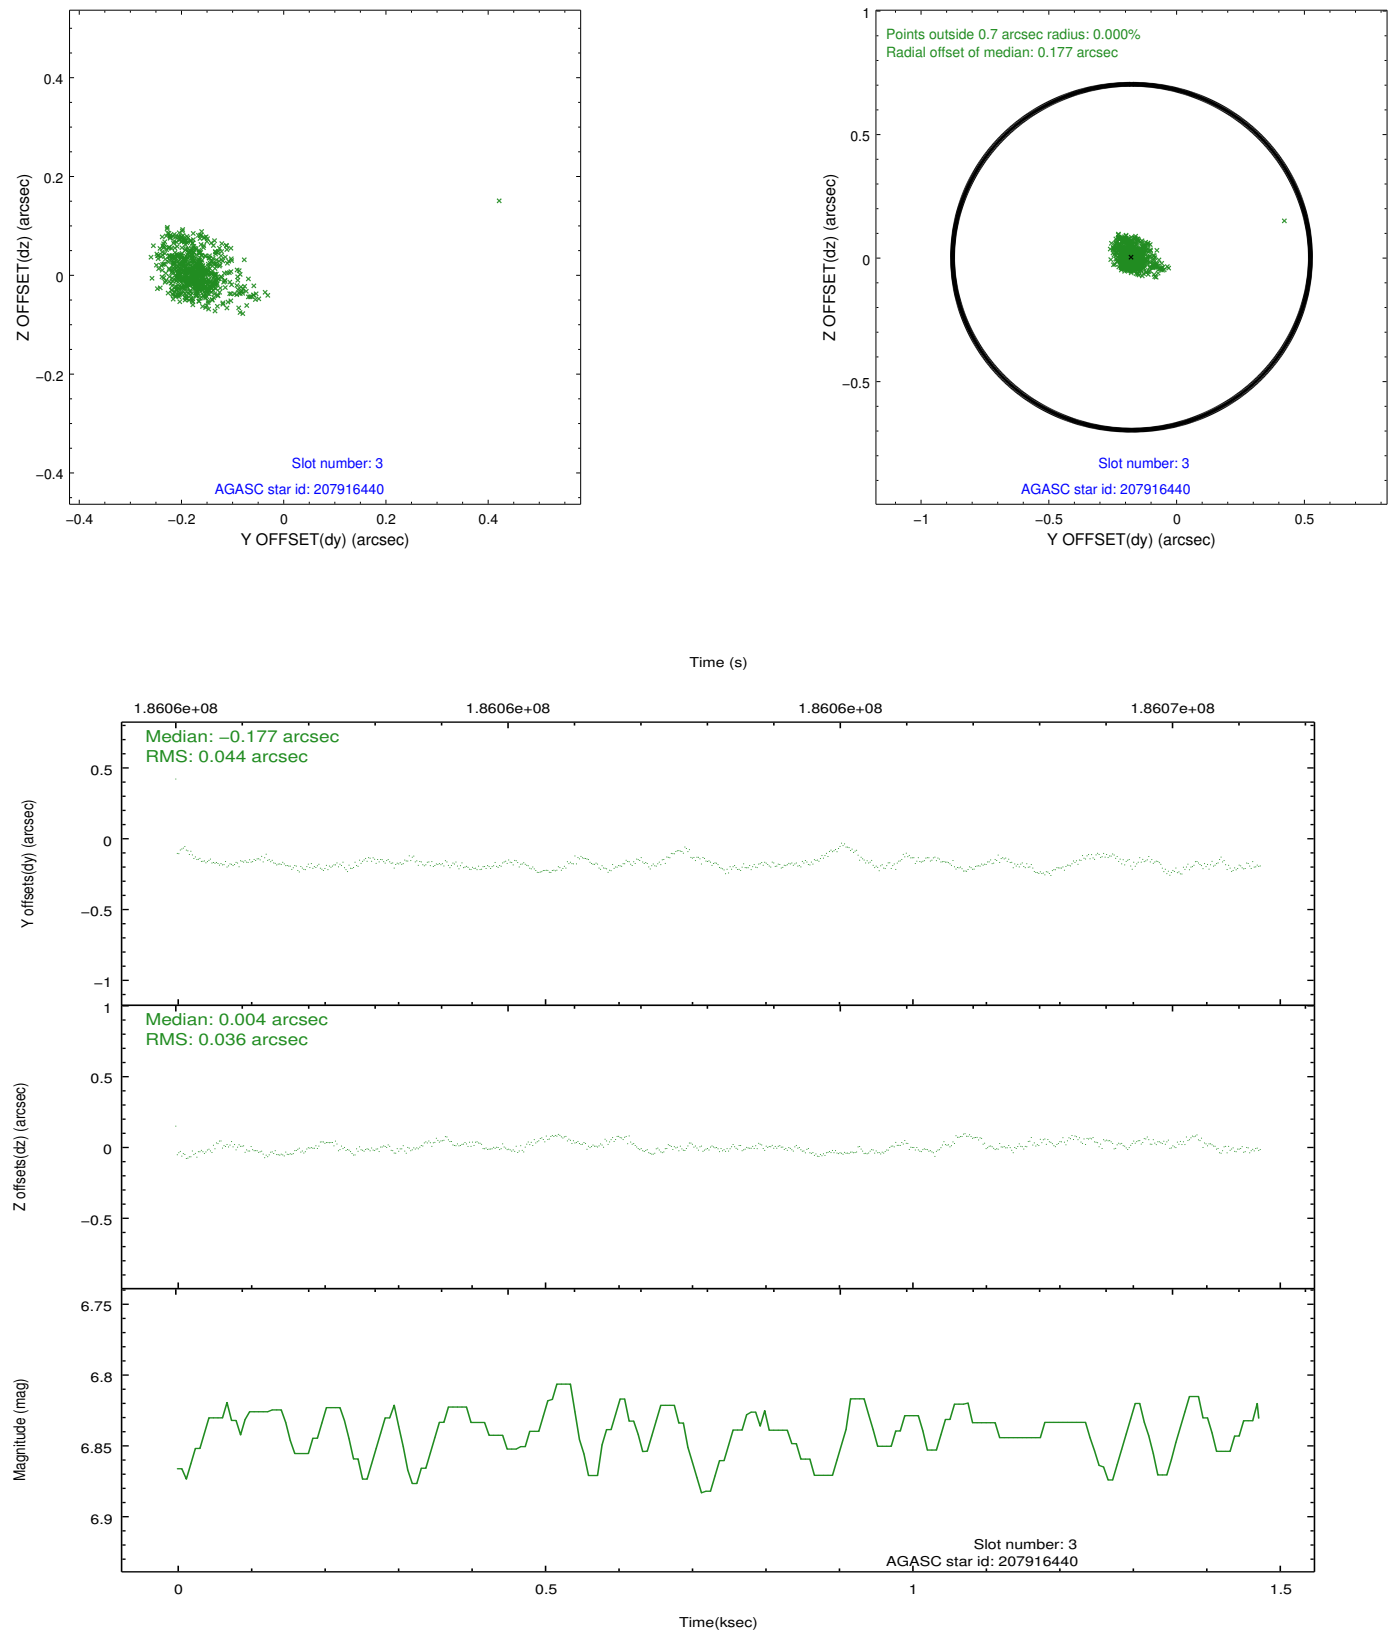 0.4
0.2
0
−0.2
−0.4
Z OFFSET(dz) (arcsec)
Slot number: 3
AGASC star id: 207916440
−0.4 −0.2 0 0.2 0.4
Y OFFSET(dy) (arcsec)
1
0.5
0
−0.5
Z OFFSET(dz) (arcsec)
Points outside 0.7 arcsec radius: 0.000%
Radial offset of median: 0.177 arcsec
Slot number: 3
AGASC star id: 207916440
−1 −0.5 0 0.5
Y OFFSET(dy) (arcsec)
Time (s)
1.8606e+08 1.8606e+08 1.8606e+08 1.8607e+08
Median: −0.177 arcsec
RMS: 0.044 arcsec
0.5
0
−0.5
−1
Y offsets(dy) (arcsec)
1
Median: 0.004 arcsec
RMS: 0.036 arcsec
0.5
0
−0.5
Z offsets(dz) (arcsec)
6.75
6.8
6.85
6.9
Magnitude (mag)
Slot number: 3
AGASC star id: 207916440
0 0.5 1 1.5
Time(ksec)